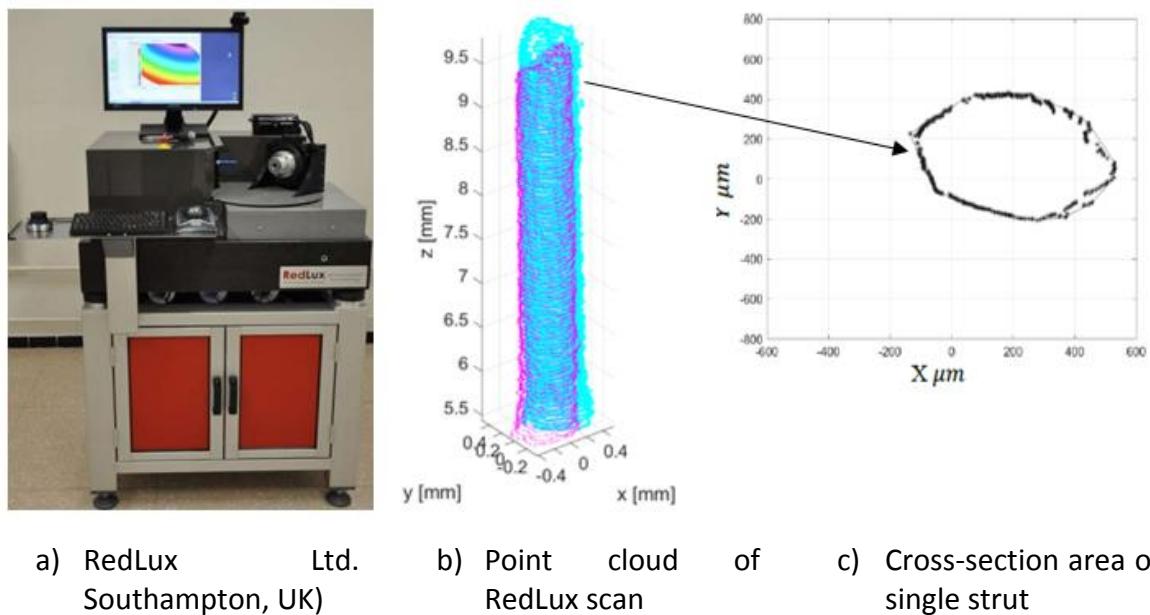 RedLux
9.5
9
8.5
8
7.5
7
6.5
6
5.5
z [mm]
0.4
0.2
0
-0.2
y [mm]
-0.4
0
0.4
x [mm]
800
600
400
200
0
-200
-400
-600
-800
Y μm
-600
-400
-200
0
200
400
600
X μm
a) RedLux Ltd.
Southampton, UK)
b) Point cloud of
RedLux scan
c) Cross-section area o
single strut